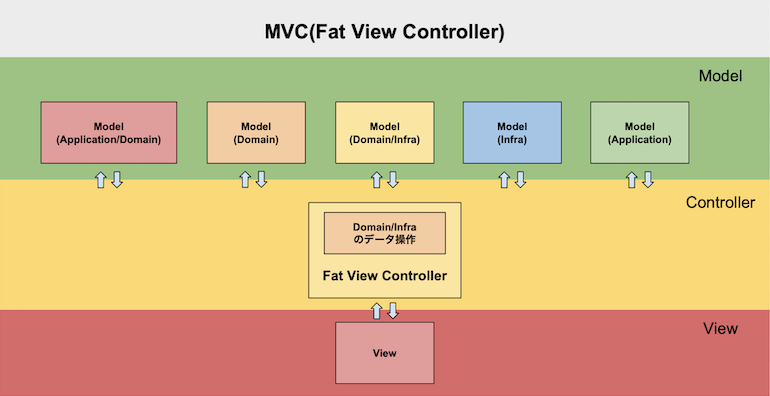 MVC(Fat View Controller)
Model
Model
(Application/Domain)
Model
(Domain)
Model
(Domain/Infra)
Model
(Infra)
Model
(Application)
Controller
Domain/Infra
のデータ操作
Fat View Controller
View
View